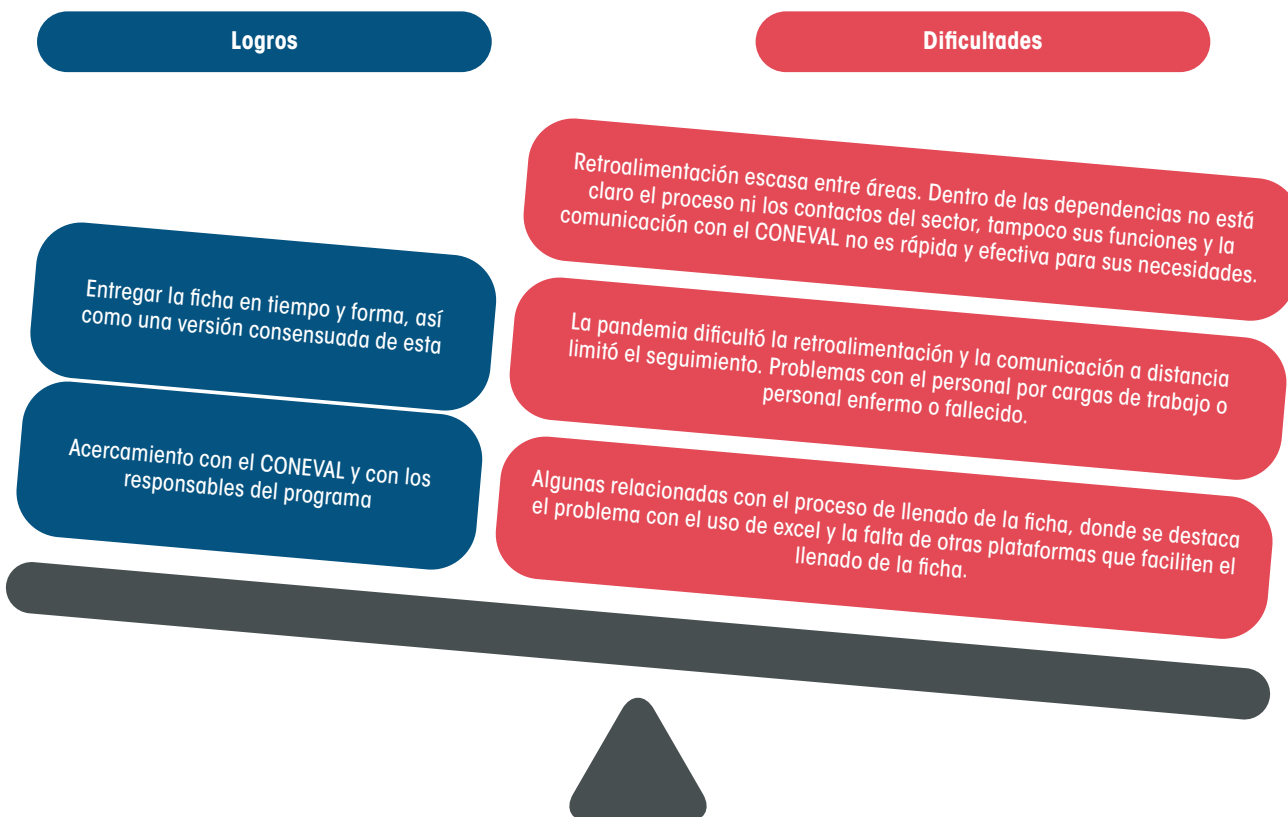 Logros
Entregar la ficha en tiempo y forma, así
como una versión consensuada de esta
Acercamiento con el CONEVAL y con los
responsables del programa
Dificultades
Retroalimentación escasa entre áreas. Dentro de las dependencias no está
claro el proceso ni los contactos del sector, tampoco sus funciones y la
comunicación con el CONEVAL no es rápida y efectiva para sus necesidades.
La pandemia dificultó la retroalimentación y la comunicación a distancia
limitó el seguimiento. Problemas con el personal por cargas de trabajo o
personal enfermo o fallecido.
Algunas relacionadas con el proceso de llenado de la ficha, donde se destaca
el problema con el uso de excel y la falta de otras plataformas que faciliten el
llenado de la ficha.